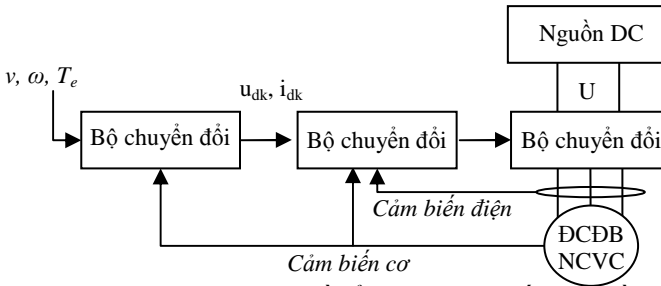 Nguồn DC
v, ω, Te
udk, idk
U
Bộ chuyển đổi
Bộ chuyển đổi
Bộ chuyển đổi
Cảm biến điện
ĐCĐB
NCVC
Cảm biến cơ